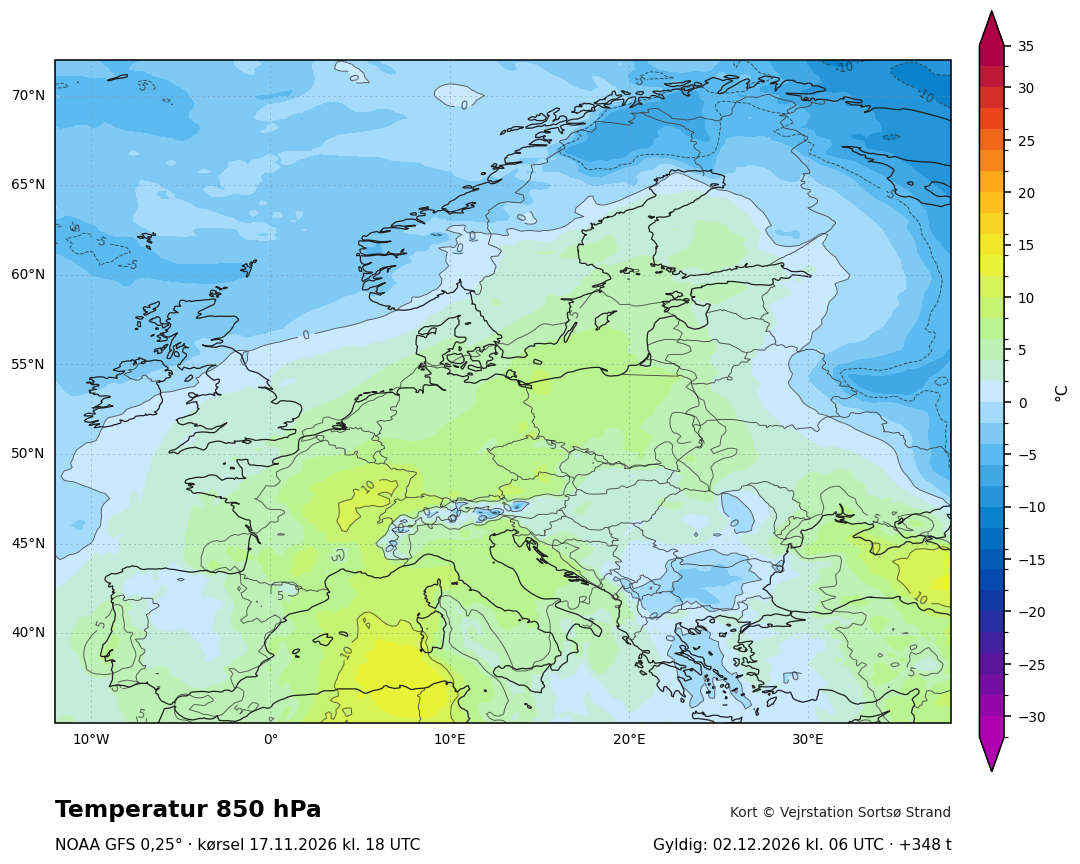 70°N
65°N
60°N
55°N
50°N
45°N
40°N
10°W
0°
10°E
20°E
30°E
35
30
25
20
15
10
5
0
−5
−10
−15
−20
−25
−30
°C
Temperatur 850 hPa
Kort © Vejrstation Sortsø Strand
NOAA GFS 0,25° · kørsel 17.11.2026 kl. 18 UTC
Gyldig: 02.12.2026 kl. 06 UTC · +348 t